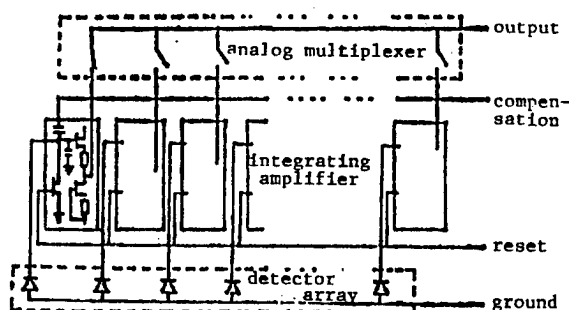 output
analog multiplexer
compen-
sation
integrating
amplifier
reset
detector
array
ground